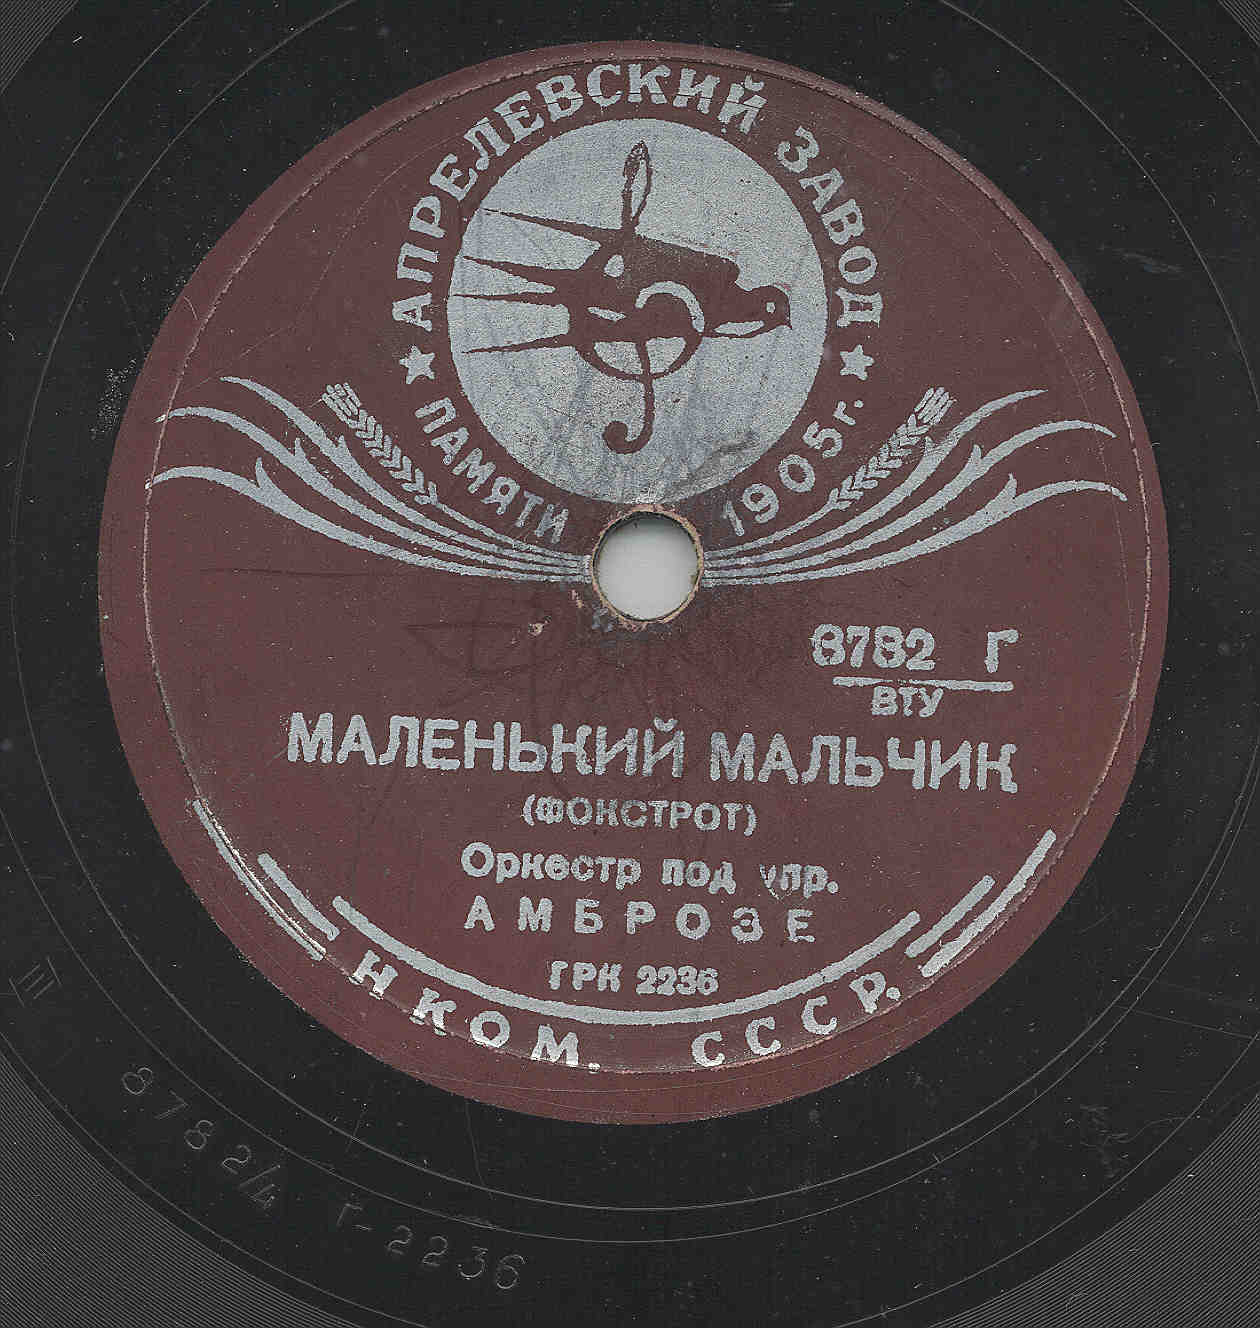 АПРЕЛЕВСКИЙ ЗАВОД
ПАМЯТИ 1905 г.
8782 Г
ВТУ
МАЛЕНЬКИЙ МАЛЬЧИК
(ФОКСТРОТ)
Оркестр под упр.
АМБРОЗЕ
ГРК 2236
НКОМ. СССР.
8782/4 Г-2236